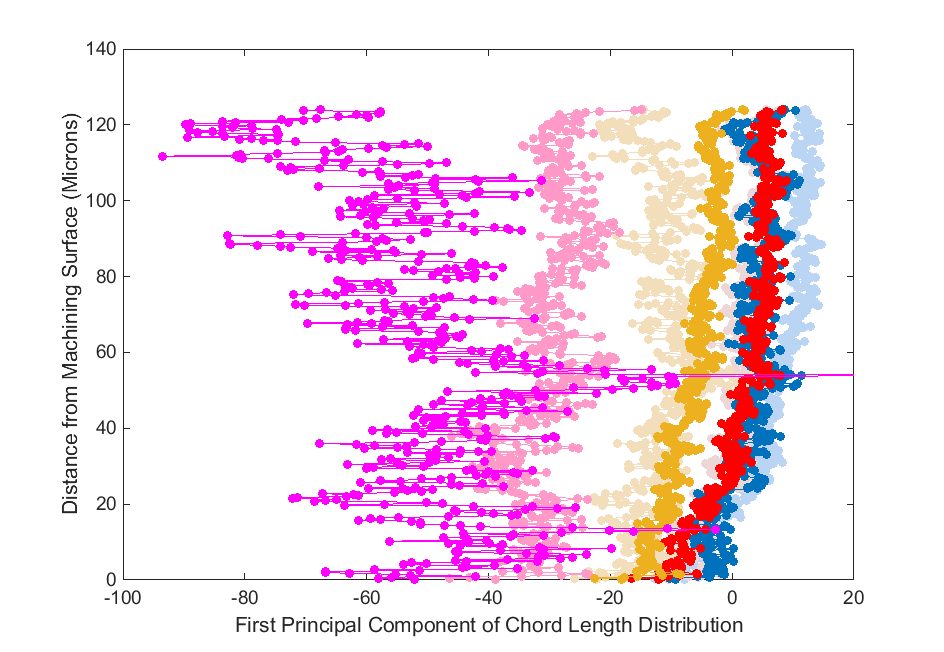 140
120
100
80
60
40
20
0
Distance from Machining Surface (Microns)
-100 -80 -60 -40 -20 0 20
First Principal Component of Chord Length Distribution